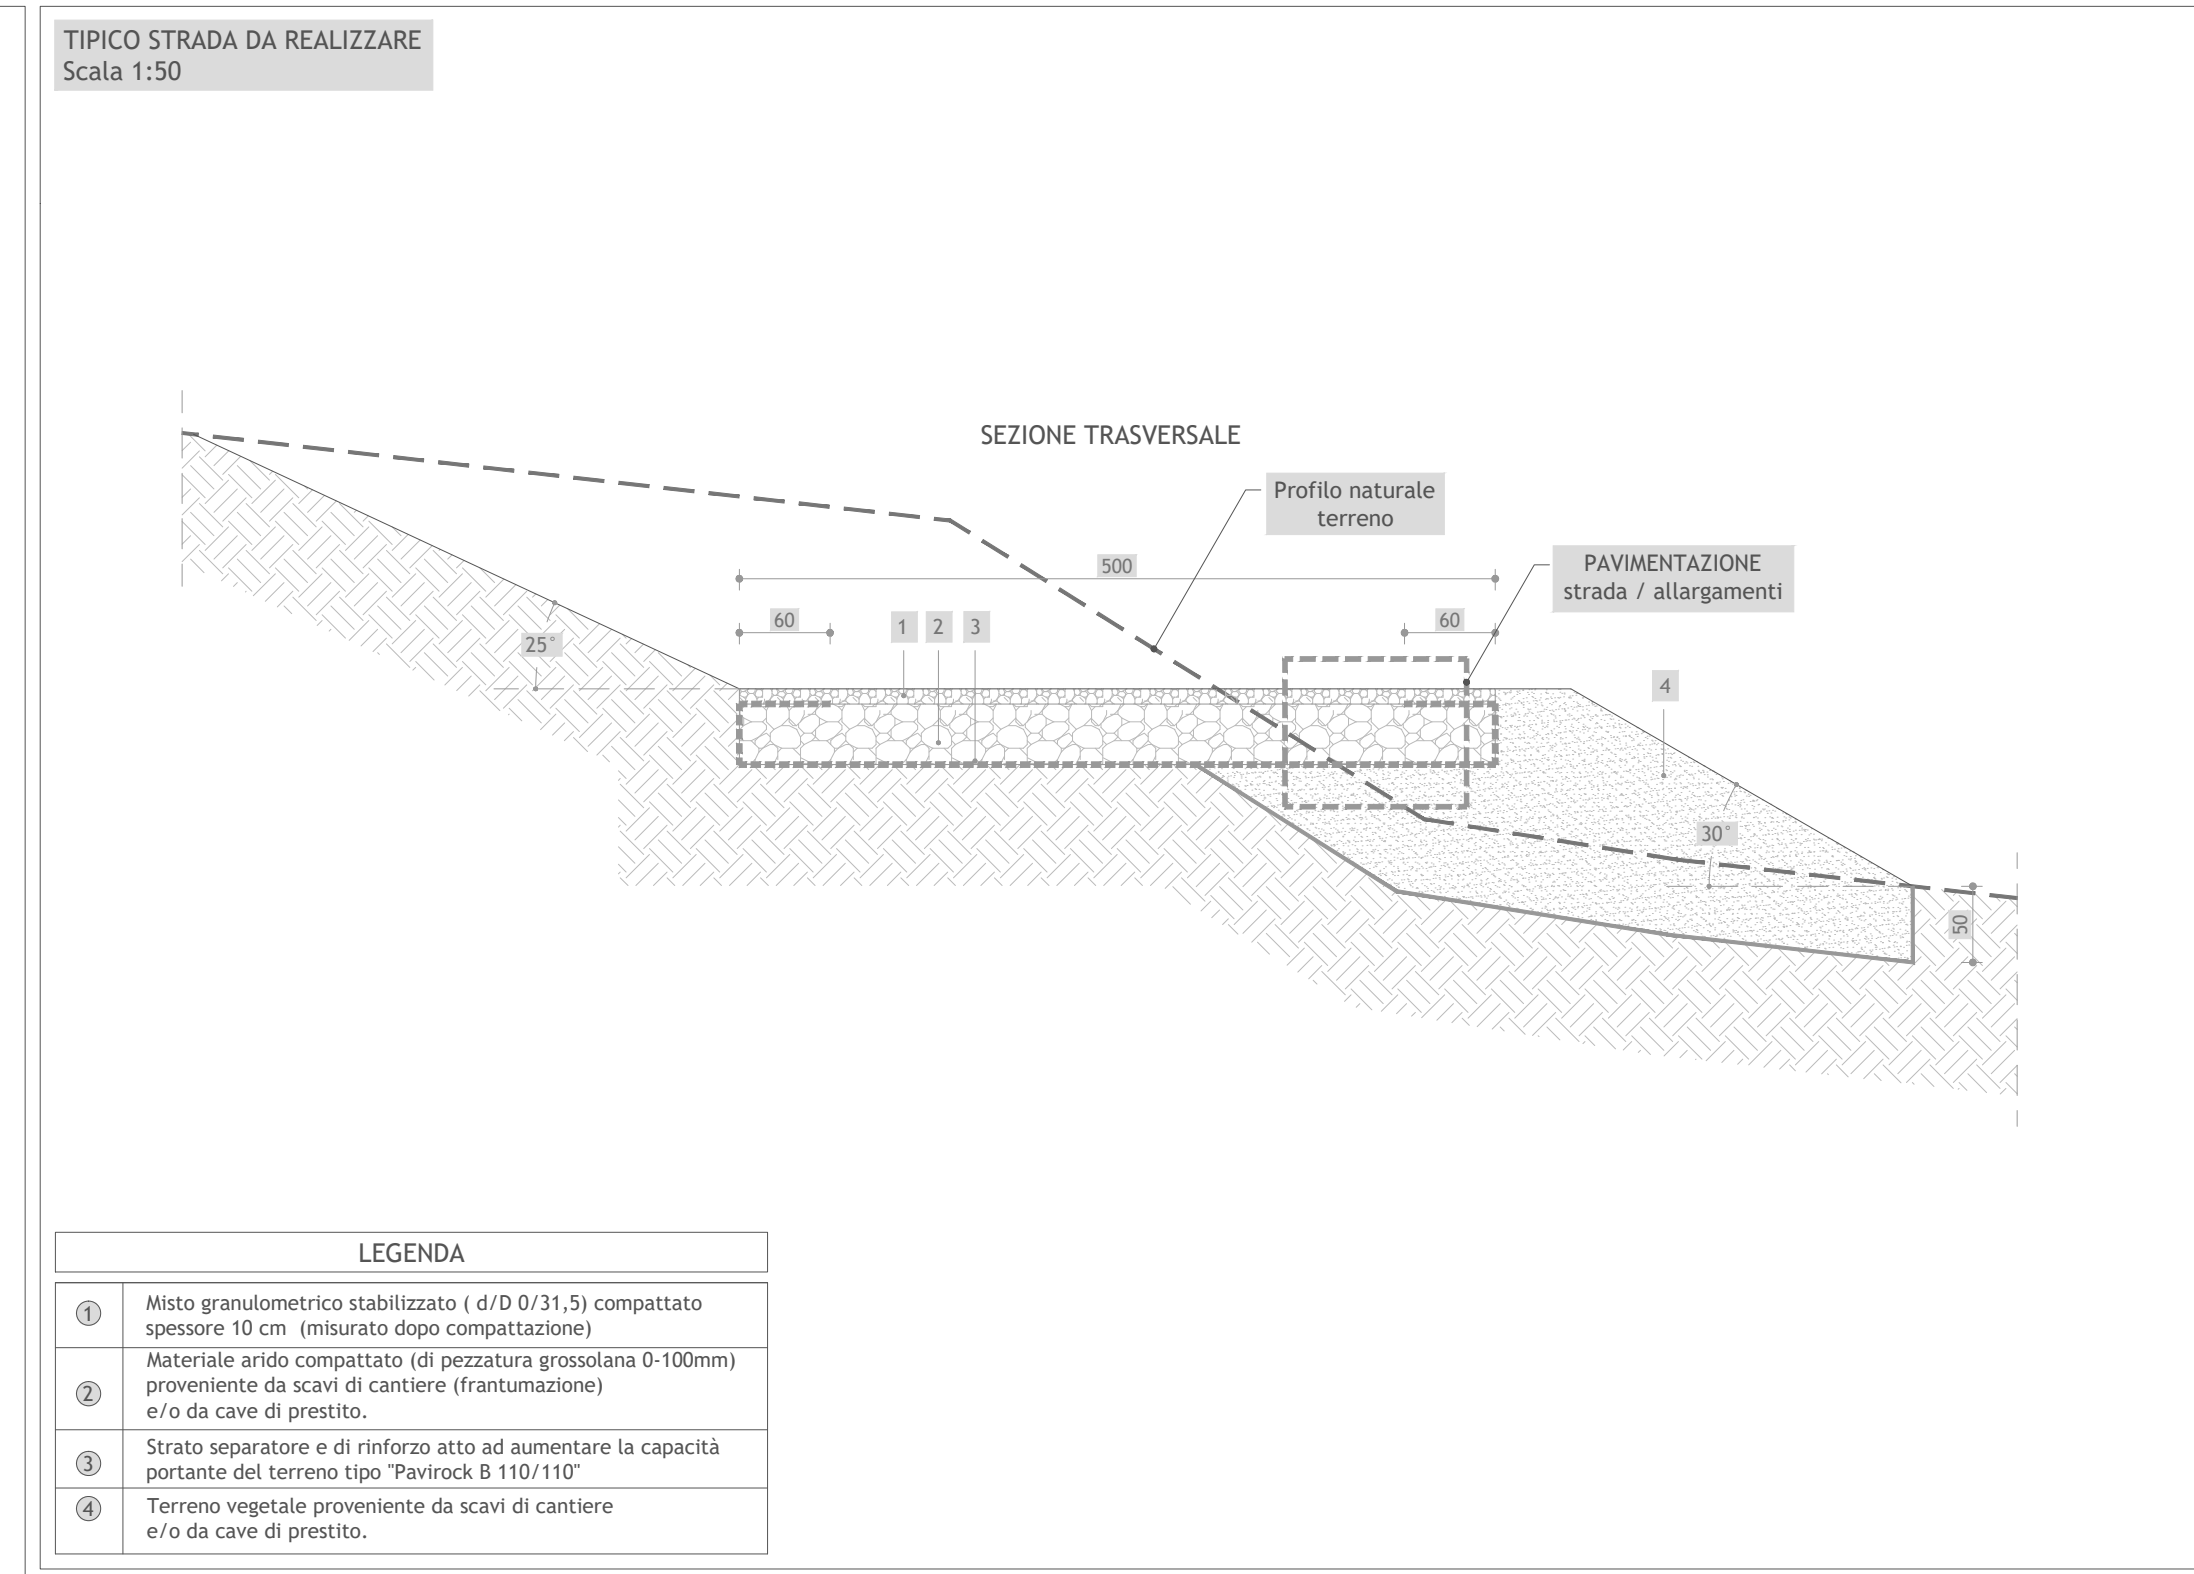 TIPICO STRADA DA REALIZZARE
Scala 1:50
SEZIONE TRASVERSALE
Profilo naturale
terreno
500
PAVIMENTAZIONE
strada / allargamenti
60
1
2
3
60
25°
4
30°
50
LEGENDA
1
Misto granulometrico stabilizzato ( d/D 0/31,5) compattato
spessore 10 cm (misurato dopo compattazione)
2
Materiale arido compattato (di pezzatura grossolana 0-100mm)
proveniente da scavi di cantiere (frantumazione)
e/o da cave di prestito.
3
Strato separatore e di rinforzo atto ad aumentare la capacità
portante del terreno tipo "Pavirock B 110/110"
4
Terreno vegetale proveniente da scavi di cantiere
e/o da cave di prestito.